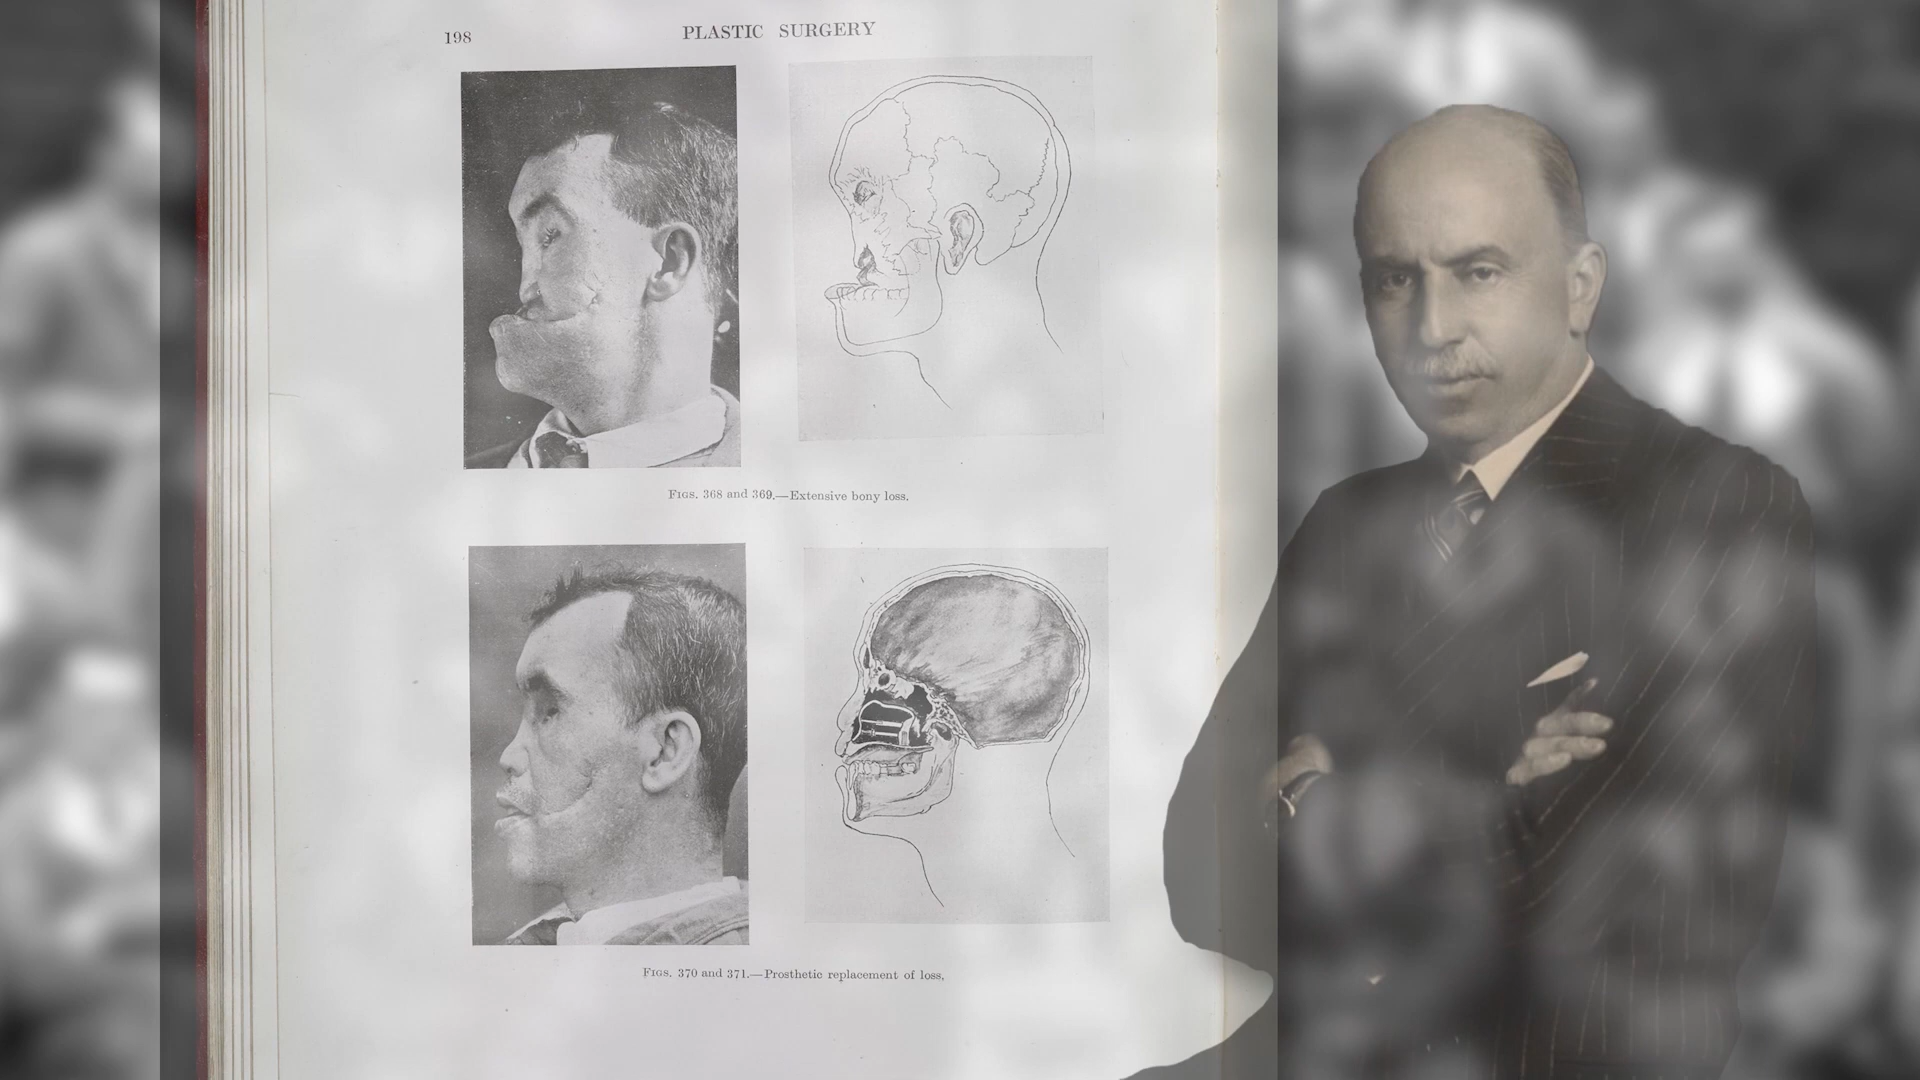 198
PLASTIC SURGERY
FIGS. 368 and 369.—Extensive bony loss.
FIGS. 370 and 371.—Prosthetic replacement of loss.